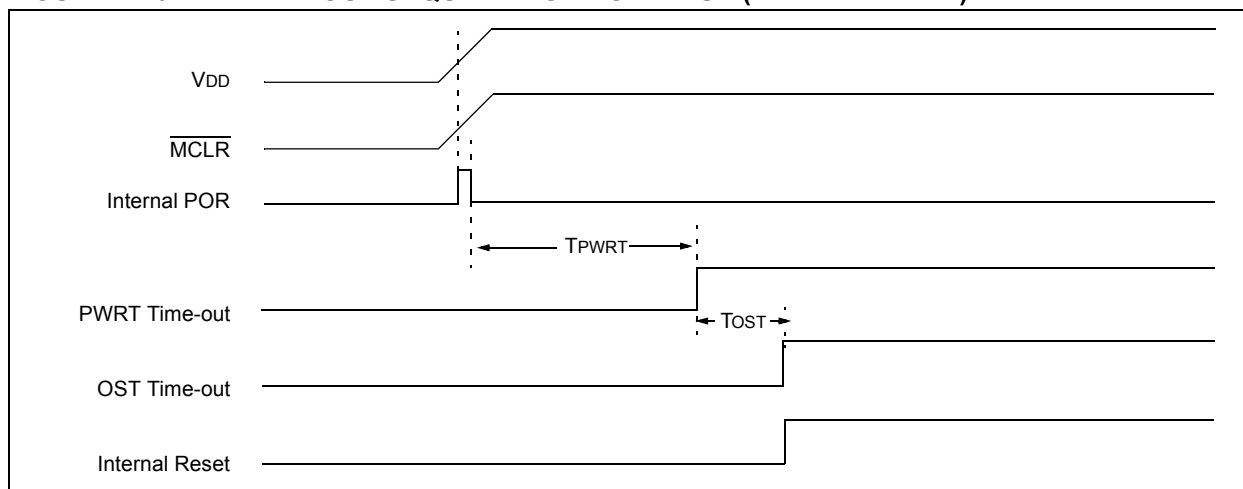 VDD
MCLR
Internal POR
TPWRT
PWRT Time-out
TOST
OST Time-out
Internal Reset